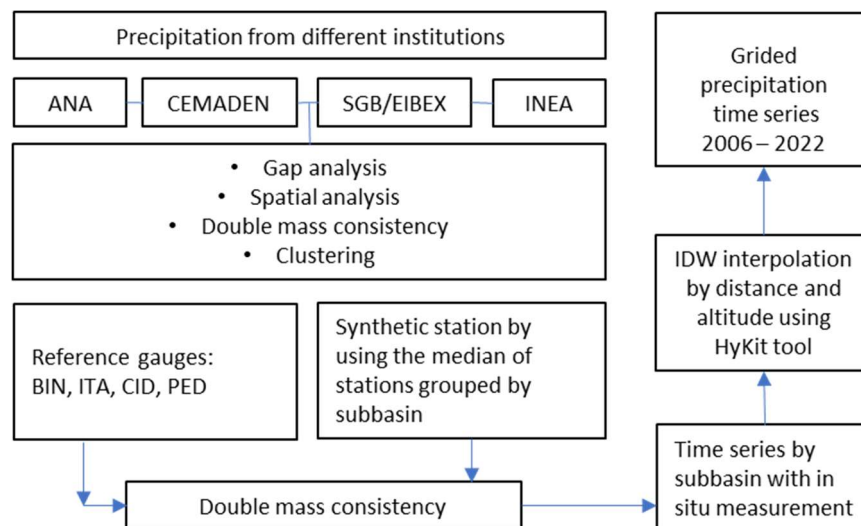 Precipitation from different institutions
ANA
CEMADEN
SGB/EIBEX
INEA
• Gap analysis
• Spatial analysis
• Double mass consistency
• Clustering
Reference gauges:
BIN, ITA, CID, PED
Synthetic station by
using the median of
stations grouped by
subbasin
Double mass consistency
Time series by
subbasin with in
situ measurement
IDW interpolation
by distance and
altitude using
HyKit tool
Grided
precipitation
time series
2006 – 2022